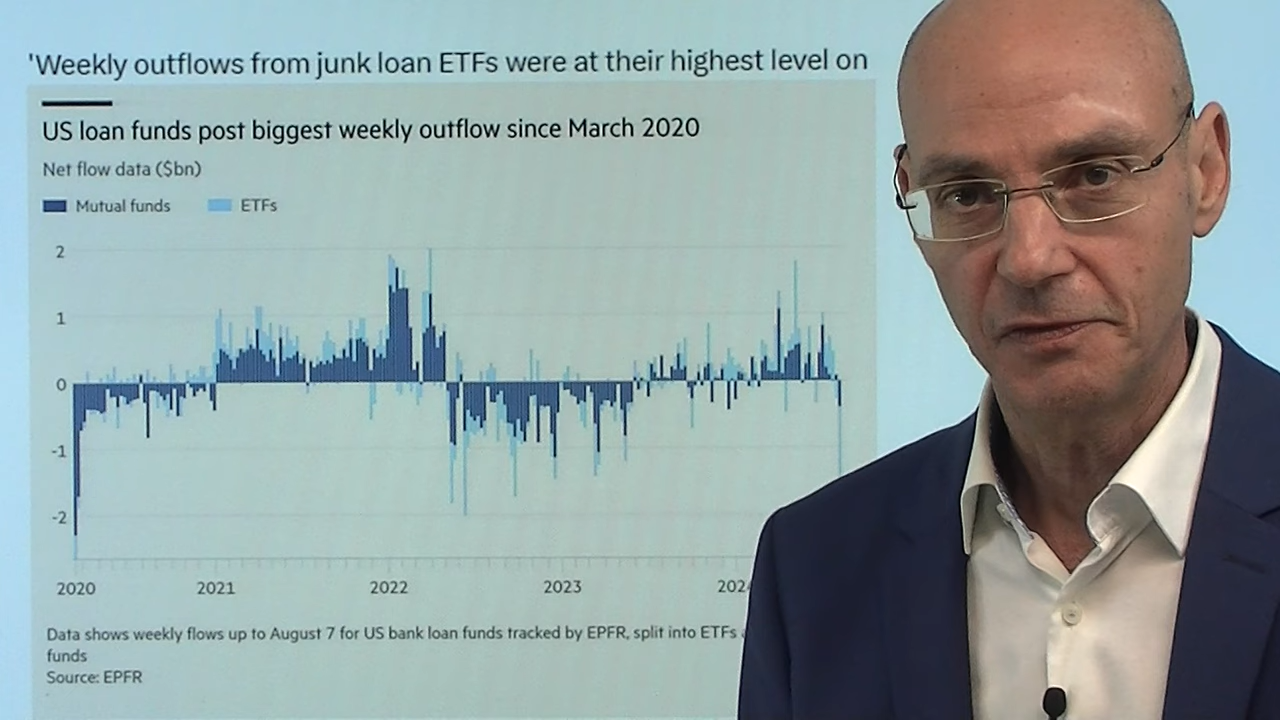 'Weekly outflows from junk loan ETFs were at their highest level on
US loan funds post biggest weekly outflow since March 2020
Net flow data ($bn)
Mutual funds ETFs
2
1
0
-1
-2
2020 2021 2022 2023
Data shows weekly flows up to August 7 for US bank loan funds tracked by EPFR, split into ETFs
funds
Source: EPFR